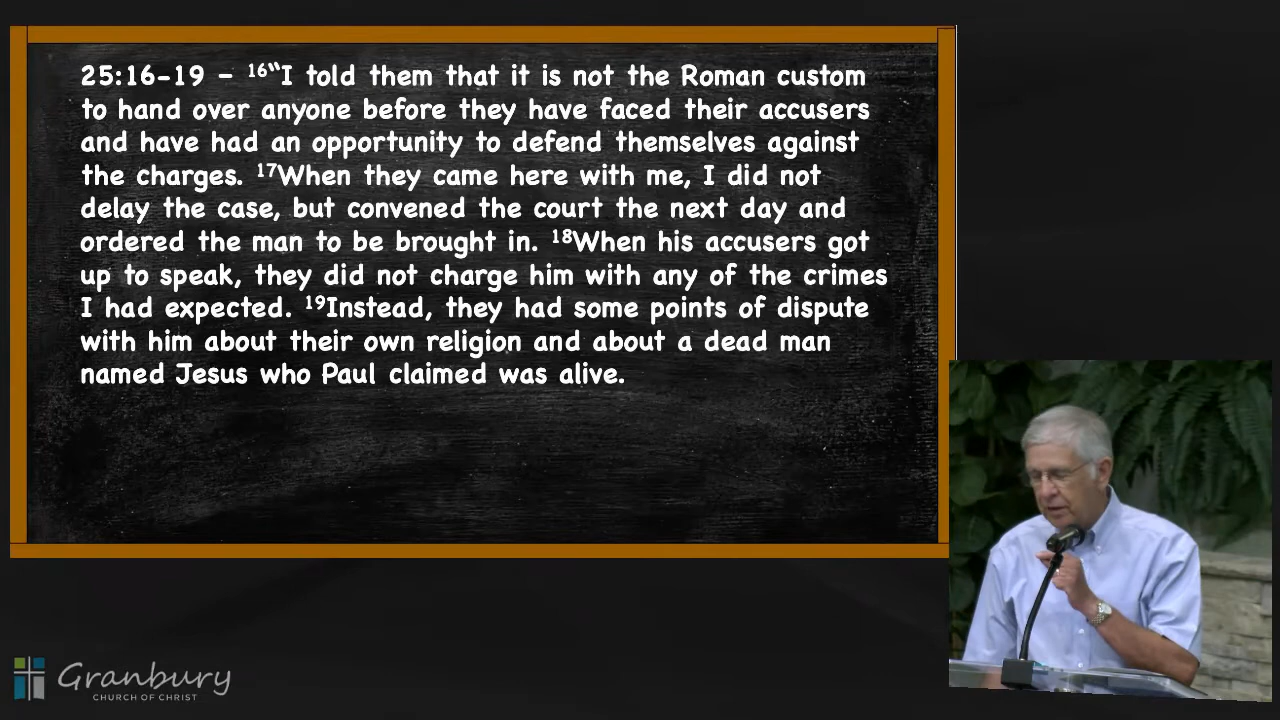 25:16-19 – ¹⁶“I told them that it is not the Roman custom
to hand over anyone before they have faced their accusers
and have had an opportunity to defend themselves against
the charges. ¹⁷When they came here with me, I did not
delay the case, but convened the court the next day and
ordered the man to be brought in. ¹⁸When his accusers got
up to speak, they did not charge him with any of the crimes
I had expected. ¹⁹Instead, they had some points of dispute
with him about their own religion and about a dead man
named Jesus who Paul claimed was alive.
Granbury
CHURCH OF CHRIST